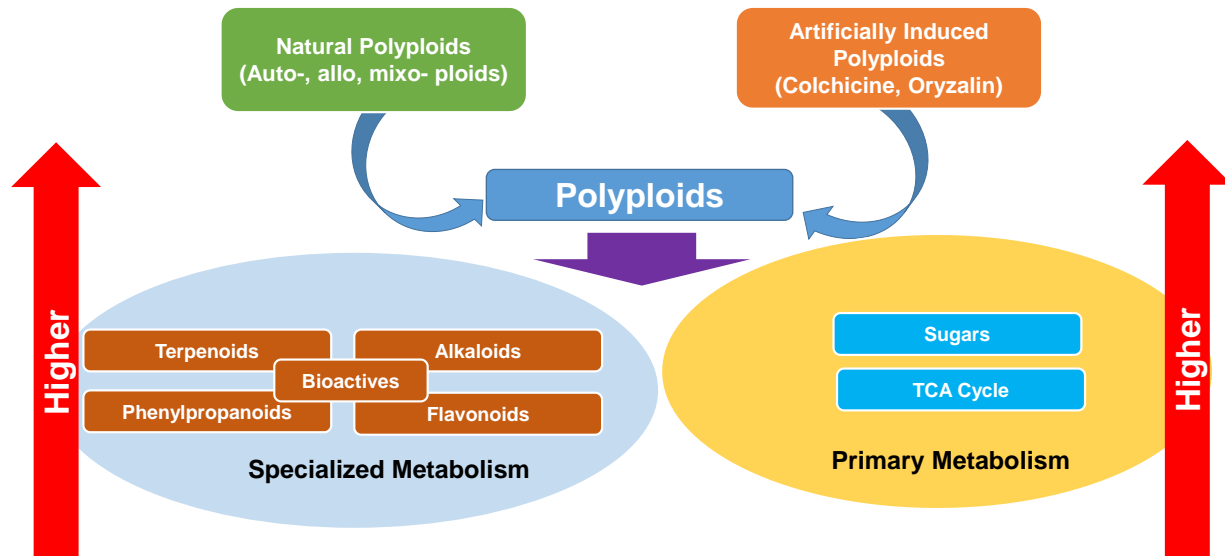 Natural Polyploids
(Auto-, allo, mixo- ploids)
Artificially Induced
Polyploids
(Colchicine, Oryzalin)
Polyploids
Higher
Terpenoids
Alkaloids
Bioactives
Phenylpropanoids
Flavonoids
Specialized Metabolism
Sugars
TCA Cycle
Primary Metabolism
Higher